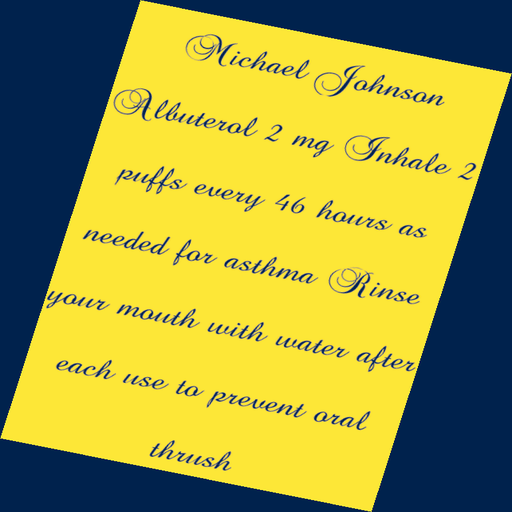 Michael Johnson
Albuterol 2 mg Inhale 2
puffs every 46 hours as
needed for asthma Rinse
your mouth with water after
each use to prevent oral
thrush